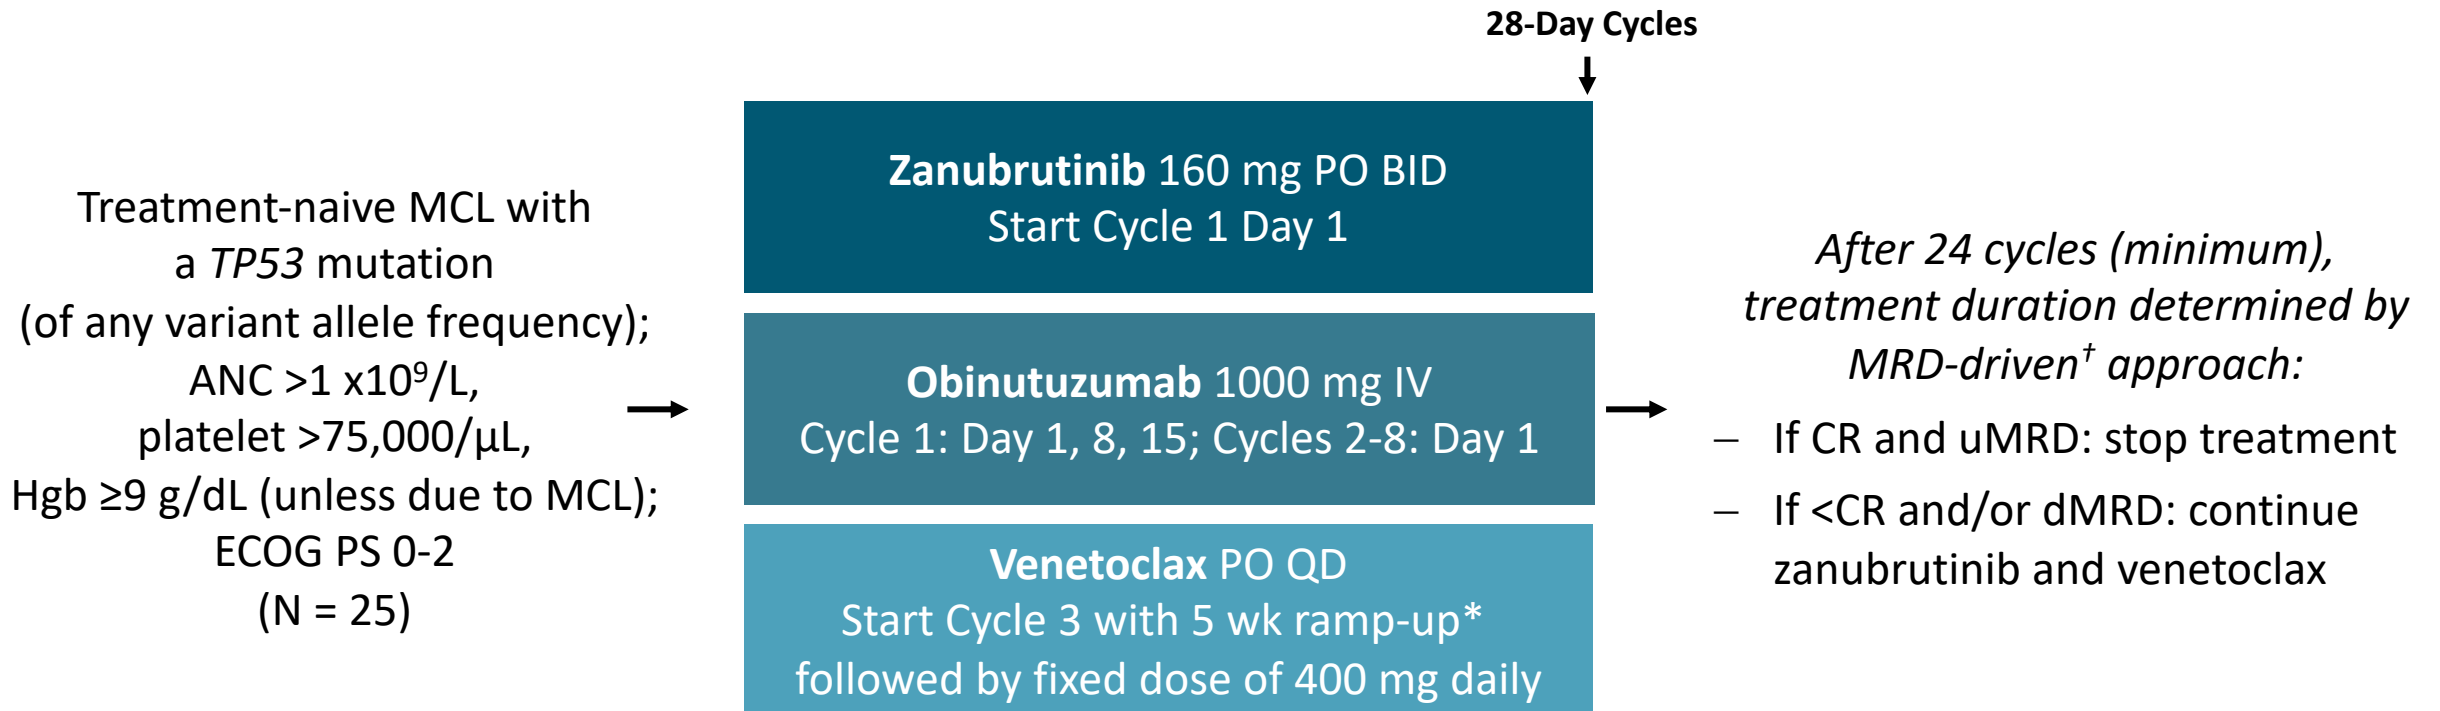 28-Day Cycles
Treatment-naive MCL with
a TP53 mutation
(of any variant allele frequency);
ANC >1 x10⁹/L,
platelet >75,000/µL,
Hgb ≥9 g/dL (unless due to MCL);
ECOG PS 0-2
(N = 25)
Zanubrutinib 160 mg PO BID
Start Cycle 1 Day 1
Obinutuzumab 1000 mg IV
Cycle 1: Day 1, 8, 15; Cycles 2-8: Day 1
Venetoclax PO QD
Start Cycle 3 with 5 wk ramp-up*
followed by fixed dose of 400 mg daily
After 24 cycles (minimum),
treatment duration determined by
MRD-driven† approach:
– If CR and uMRD: stop treatment
– If <CR and/or dMRD: continue
zanubrutinib and venetoclax